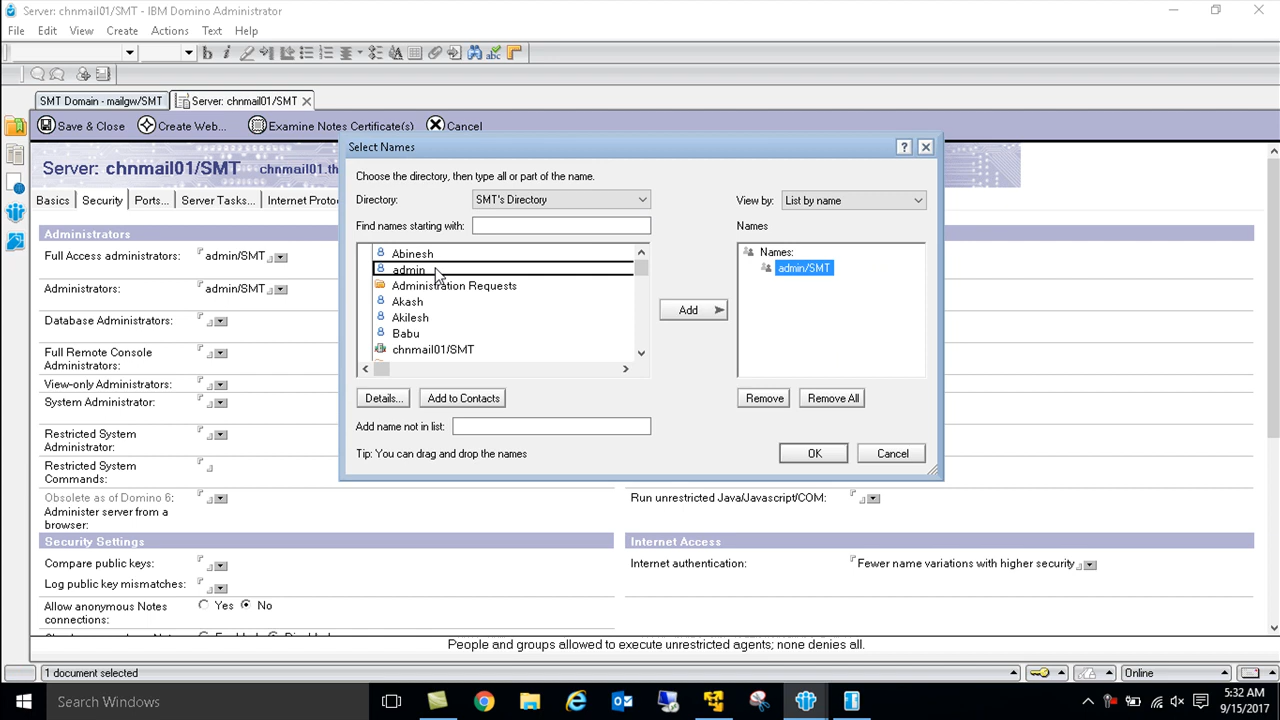 Server: chnmail01/SMT - IBM Domino Administrator
File Edit View Create Actions Text Help
SMT Domain - mailgw/SMT Server: chnmail01/SMT
Save & Close Create Web... Examine Notes Certificate(s) Cancel
Server: chnmail01/SMT chnmail01.th
Basics Security Ports... Server Tasks... Internet Proto
Select Names
Choose the directory, then type all or part of the name.
Directory: SMT's Directory View by: List by name
Find names starting with: Names
Abinesh
admin
Administration Requests
Akash
Akilesh
Babu
chnmail01/SMT
Add
Names:
admin/SMT
Details... Add to Contacts Remove Remove All
Add name not in list:
Tip: You can drag and drop the names OK Cancel
Administrators
Full Access administrators: admin/SMT
Administrators: admin/SMT
Database Administrators:
Full Remote Console
Administrators:
View-only Administrators:
System Administrator:
Restricted System
Administrator:
Restricted System
Commands:
Obsolete as of Domino 6:
Administer server from a
browser:
Run unrestricted Java/Javascript/COM:
Security Settings Internet Access
Compare public keys: Internet authentication: Fewer name variations with higher security
Log public key mismatches:
Allow anonymous Notes
connections: Yes No
People and groups allowed to execute unrestricted agents; none denies all.
1 document selected Online
Search Windows 5:32 AM
9/15/2017